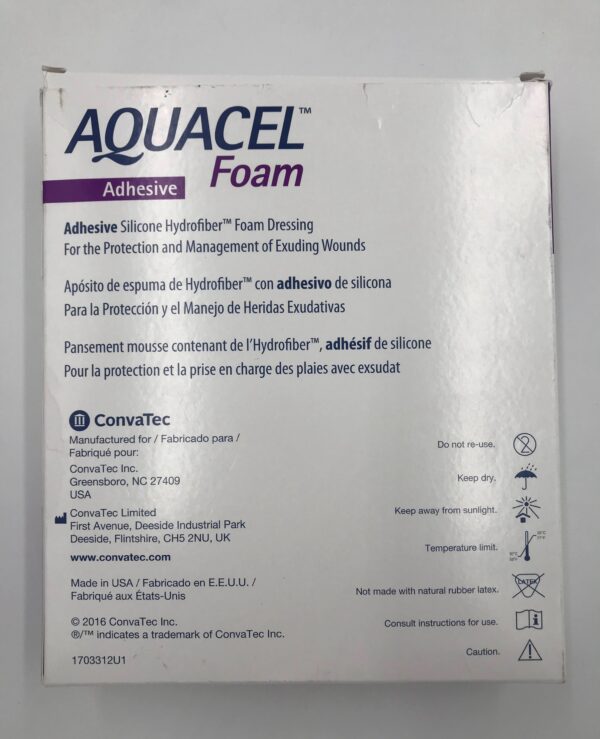 AQUACEL™
Foam
Adhesive
Adhesive Silicone Hydrofiber™ Foam Dressing
For the Protection and Management of Exuding Wounds
Apósito de espuma de Hydrofiber™ con adhesivo de silicona
Para la Protección y el Manejo de Heridas Exudativas
Pansement mousse contenant de l'Hydrofiber™, adhésif de silicone
Pour la protection et la prise en charge des plaies avec exsudat
ConvaTec
Manufactured for / Fabricado para /
Fabriqué pour:
ConvaTec Inc.
Greensboro, NC 27409
USA
ConvaTec Limited
First Avenue, Deeside Industrial Park
Deeside, Flintshire, CH5 2NU, UK
www.convatec.com
Made in USA / Fabricado en E.E.U.U. /
Fabriqué aux États-Unis
© 2016 ConvaTec Inc.
®/™ indicates a trademark of ConvaTec Inc.
1703312U1
Do not re-use.
2
Keep dry.
Keep away from sunlight.
Temperature limit.
Not made with natural rubber latex.
LATEX
Consult instructions for use.
i
Caution.
!